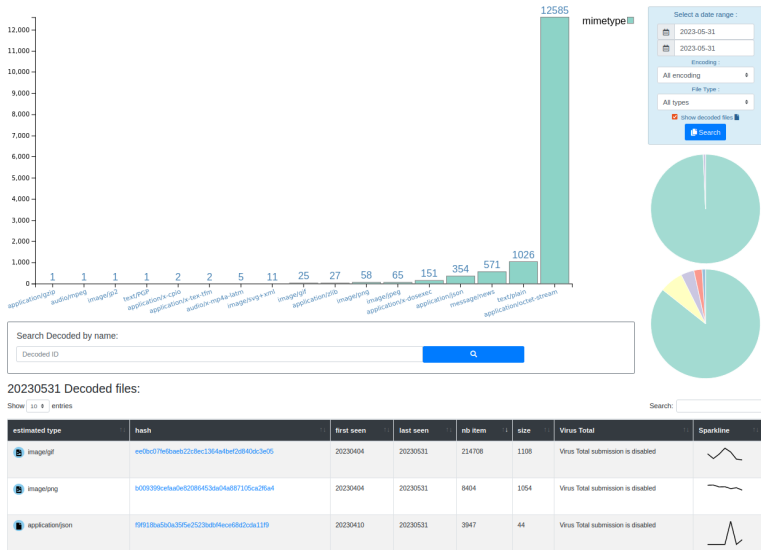 12585
mimetype
12,000
11,000
10,000
9,000
8,000
7,000
6,000
5,000
4,000
3,000
2,000
1,000
0
1 1 1 1 2 2 5 11 25 27 58 65 151 354 571 1026
application/gzip
audio/mpeg
image/jp2
text/PGP
application/x-cpio
application/x-tex-tfm
audio/x-mp4a-latm
image/svg+xml
image/gif
application/zlib
image/png
image/jpeg
application/x-dosexec
application/json
message/news
text/plain
application/octet-stream
Select a date range :
2023-05-31
2023-05-31
Encoding :
All encoding
File Type :
All types
Show decoded files
Search
Search Decoded by name:
Decoded ID
20230531 Decoded files:
Show 10 entries
Search:
estimated type hash first seen last seen nb item size Virus Total Sparkline
image/gif ee0bc07fe6baeb22c8ec1364a4bef2d840dc3e05 20230404 20230531 214708 1108 Virus Total submission is disabled
image/png b009399cefaa0e82086453da04a887105ca2f6a4 20230404 20230531 8404 1054 Virus Total submission is disabled
application/json f9f918ba5b0a35f5e2523bdbf4ece68d2cda11f9 20230410 20230531 3947 44 Virus Total submission is disabled